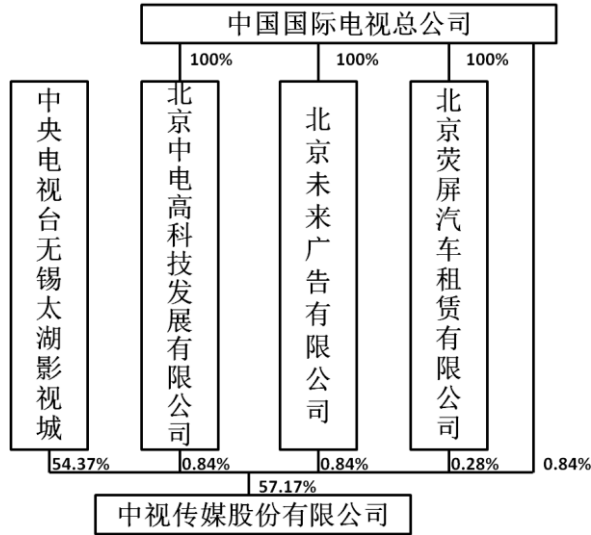 中国国际电视总公司
100%
100%
100%
中央电视台无锡太湖影视城
北京中电高科技发展有限公司
北京未来广告有限公司
北京荧屏汽车租赁有限公司
54.37%
0.84%
0.84%
0.28%
0.84%
57.17%
中视传媒股份有限公司